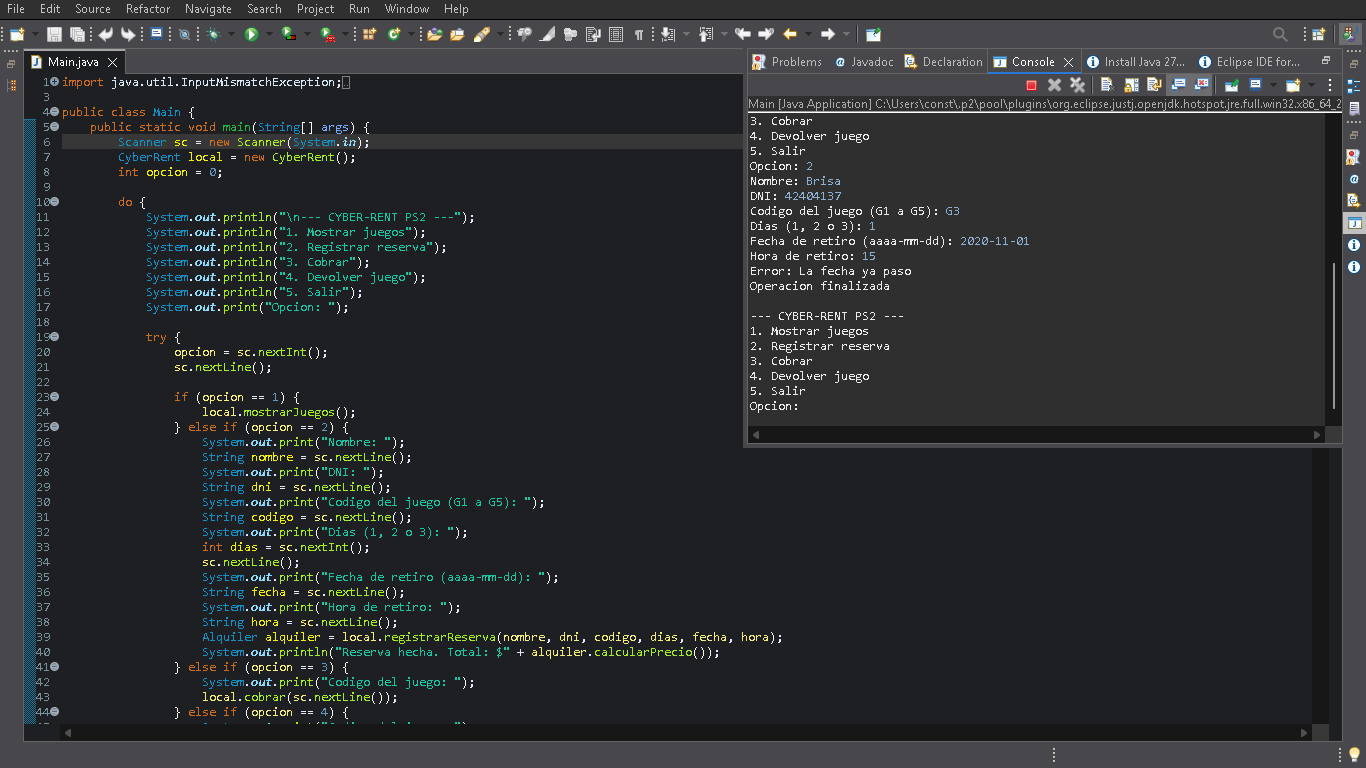 File Edit Source Refactor Navigate Search Project Run Window Help
Main.java
1 import java.util.InputMismatchException;
3
4 public class Main {
5 public static void main(String[] args) {
6 Scanner sc = new Scanner(System.in);
7 CyberRent local = new CyberRent();
8 int opcion = 0;
9
10 do {
11 System.out.println("\n--- CYBER-RENT PS2 ---");
12 System.out.println("1. Mostrar juegos");
13 System.out.println("2. Registrar reserva");
14 System.out.println("3. Cobrar");
15 System.out.println("4. Devolver juego");
16 System.out.println("5. Salir");
17 System.out.print("Opcion: ");
18
19 try {
20 opcion = sc.nextInt();
21 sc.nextLine();
22
23 if (opcion == 1) {
24 local.mostrarJuegos();
25 } else if (opcion == 2) {
26 System.out.print("Nombre: ");
27 String nombre = sc.nextLine();
28 System.out.print("DNI: ");
29 String dni = sc.nextLine();
30 System.out.print("Codigo del juego (G1 a G5): ");
31 String codigo = sc.nextLine();
32 System.out.print("Dias (1, 2 o 3): ");
33 int dias = sc.nextInt();
34 sc.nextLine();
35 System.out.print("Fecha de retiro (aaaa-mm-dd): ");
36 String fecha = sc.nextLine();
37 System.out.print("Hora de retiro: ");
38 String hora = sc.nextLine();
39 Alquiler alquiler = local.registrarReserva(nombre, dni, codigo, dias, fecha, hora);
40 System.out.println("Reserva hecha. Total: $" + alquiler.calcularPrecio());
41 } else if (opcion == 3) {
42 System.out.print("Codigo del juego: ");
43 local.cobrar(sc.nextLine());
44 } else if (opcion == 4) {
Problems Javadoc Declaration Console Install Java 27... Eclipse IDE for...
Main [Java Application] C:\Users\const\.p2\pool\plugins\org.eclipse.justj.openjdk.hotspot.jre.full.win32.x86_64_2
3. Cobrar
4. Devolver juego
5. Salir
Opcion: 2
Nombre: Brisa
DNI: 42404137
Codigo del juego (G1 a G5): G3
Dias (1, 2 o 3): 1
Fecha de retiro (aaaa-mm-dd): 2020-11-01
Hora de retiro: 15
Error: La fecha ya paso
Operacion finalizada
--- CYBER-RENT PS2 ---
1. Mostrar juegos
2. Registrar reserva
3. Cobrar
4. Devolver juego
5. Salir
Opcion: